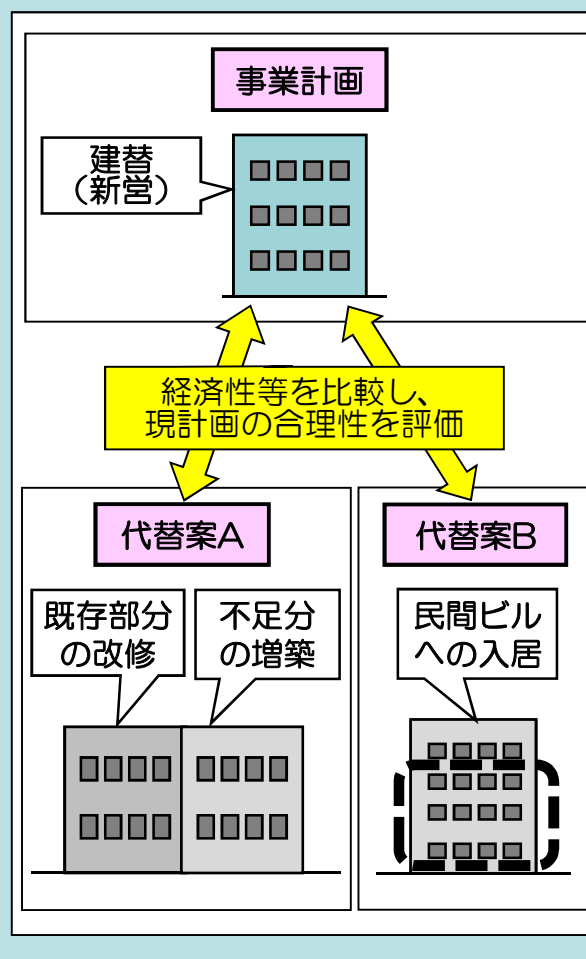 事業計画
建替
（新営）
経済性等を比較し、
現計画の合理性を評価
代替案A
既存部分
の改修
不足分
の増築
代替案B
民間ビル
への入居